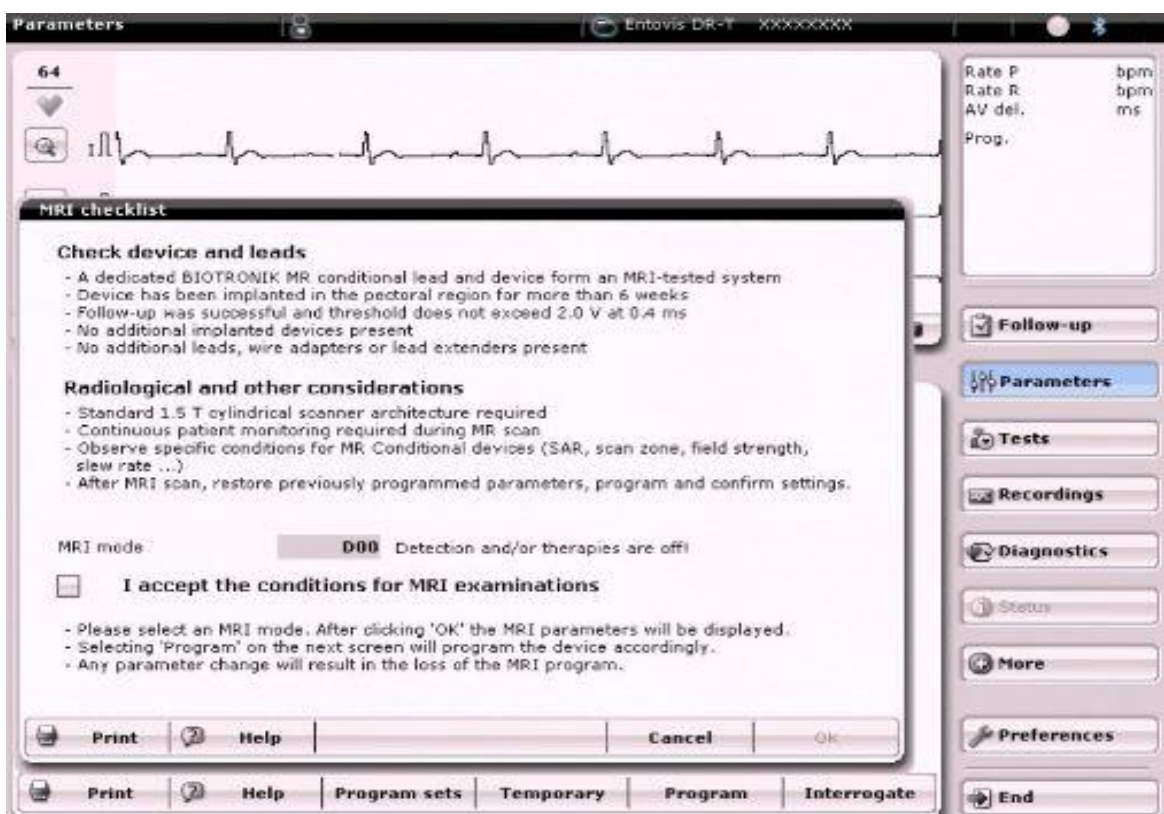 Parameters
Entovis DR-T XXXXXXXX
64
Rate P bpm
Rate R bpm
AV del. ms
Prog.
MRI checklist
Check device and leads
- A dedicated BIOTRONIK MR conditional lead and device form an MRI-tested system
- Device has been implanted in the pectoral region for more than 6 weeks
- Follow-up was successful and threshold does not exceed 2.0 V at 0.4 ms
- No additional implanted devices present
- No additional leads, wire adapters or lead extenders present
Radiological and other considerations
- Standard 1.5 T cylindrical scanner architecture required
- Continuous patient monitoring required during MR scan
- Observe specific conditions for MR Conditional devices (SAR, scan zone, field strength,
slew rate ...)
- After MRI scan, restore previously programmed parameters, program and confirm settings.
MRI mode D00 Detection and/or therapies are off!
I accept the conditions for MRI examinations
- Please select an MRI mode. After clicking 'OK' the MRI parameters will be displayed.
- Selecting 'Program' on the next screen will program the device accordingly.
- Any parameter change will result in the loss of the MRI program.
Print Help Cancel OK
Print Help Program sets Temporary Program Interrogate
Follow-up
Parameters
Tests
Recordings
Diagnostics
Status
More
Preferences
End